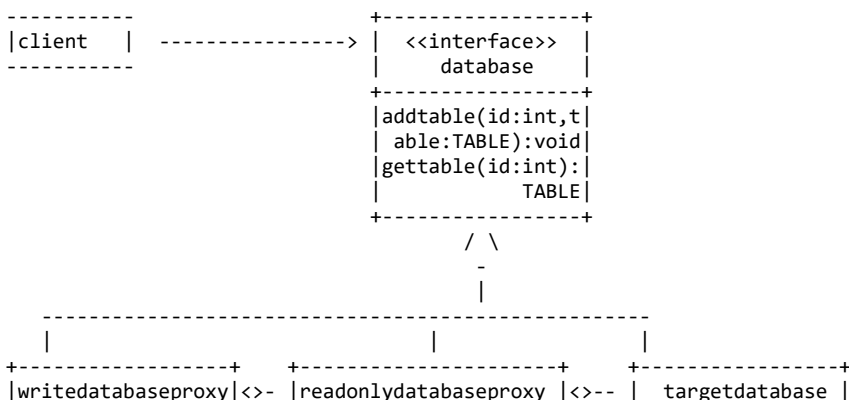 client <<interface>>
database
addtable(id:int,t
able:TABLE):void
gettable(id:int):
TABLE
writedatabaseproxy readonlydatabaseproxy targetdatabase